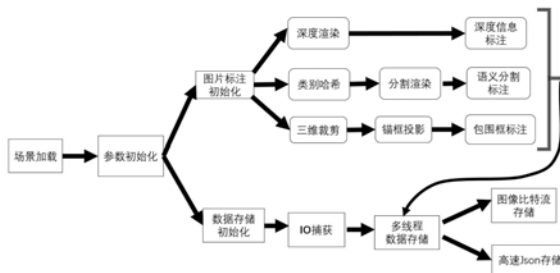 深度渲染
深度信息
标注
图片标注
初始化
类别哈希
分割渲染
语义分割
标注
三维裁剪
锚框投影
包围框标注
场景加载
参数初始化
数据存储
初始化
IO捕获
多线程
数据存储
图像比特流
存储
高速Json存储